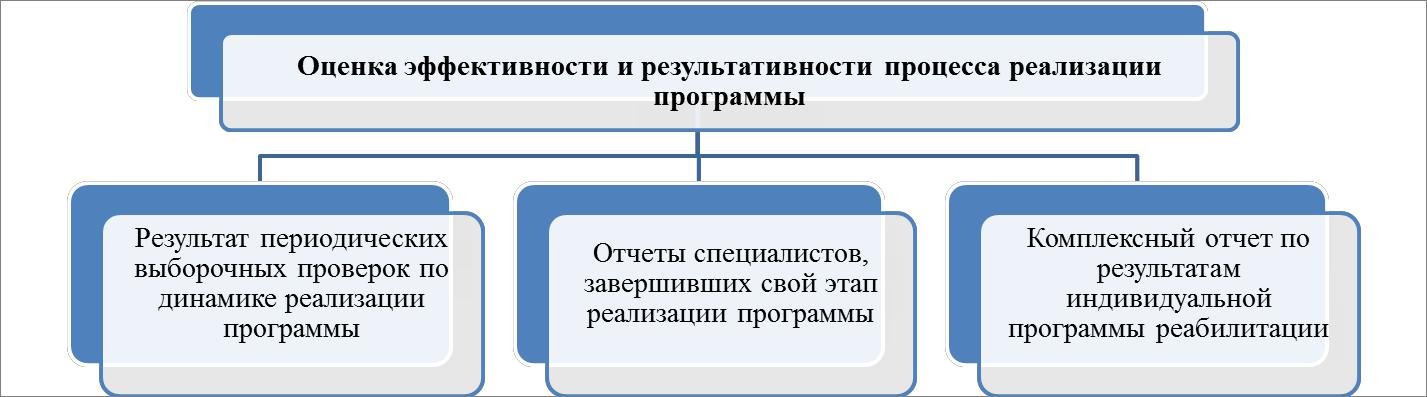 Оценка эффективности и результативности процесса реализации
программы
Результат периодических
выборочных проверок по
динамике реализации
программы
Отчеты специалистов,
завершивших свой этап
реализации программы
Комплексный отчет по
результатам
индивидуальной
программы реабилитации